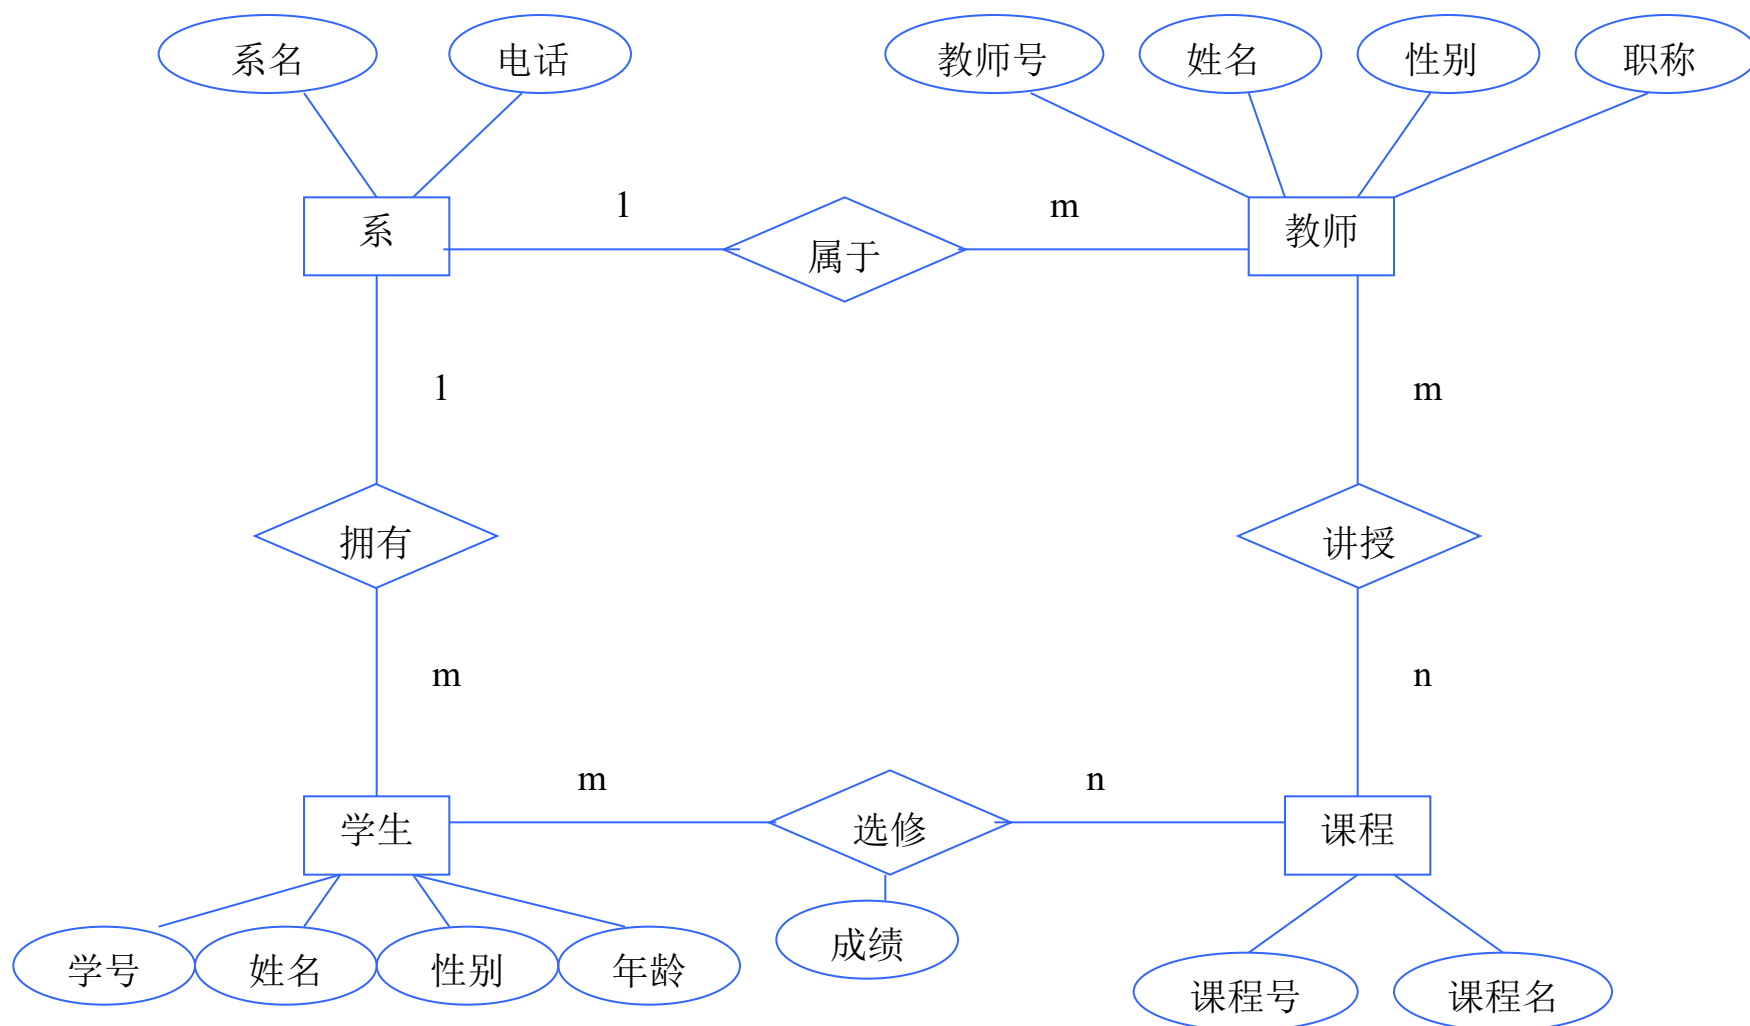 系名
电话
教师号
姓名
性别
职称
系
1
属于
m
教师
1
m
拥有
讲授
m
n
学生
m
选修
n
课程
学号
姓名
性别
年龄
成绩
课程号
课程名